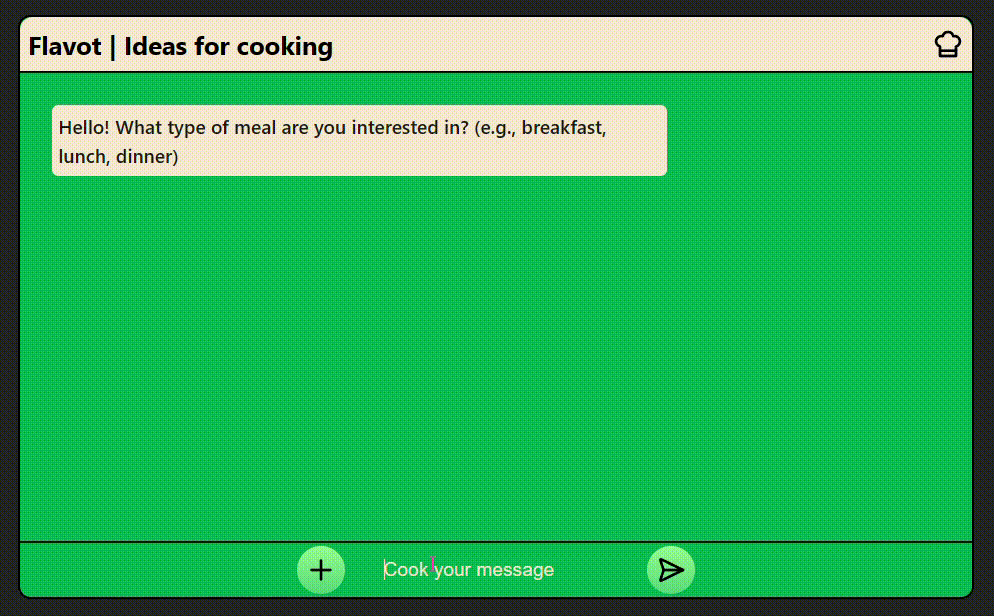 Flavot | Ideas for cooking
Hello! What type of meal are you interested in? (e.g., breakfast,
lunch, dinner)
Cook your message